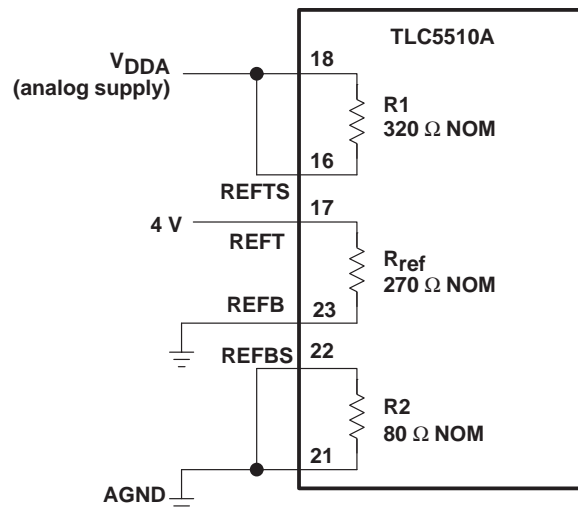 TLC5510A
VDDA
(analog supply)
18
R1
320 Ω NOM
16
REFTS
17
4 V
REFT
Rref
270 Ω NOM
REFB
23
22
REFBS
R2
80 Ω NOM
21
AGND